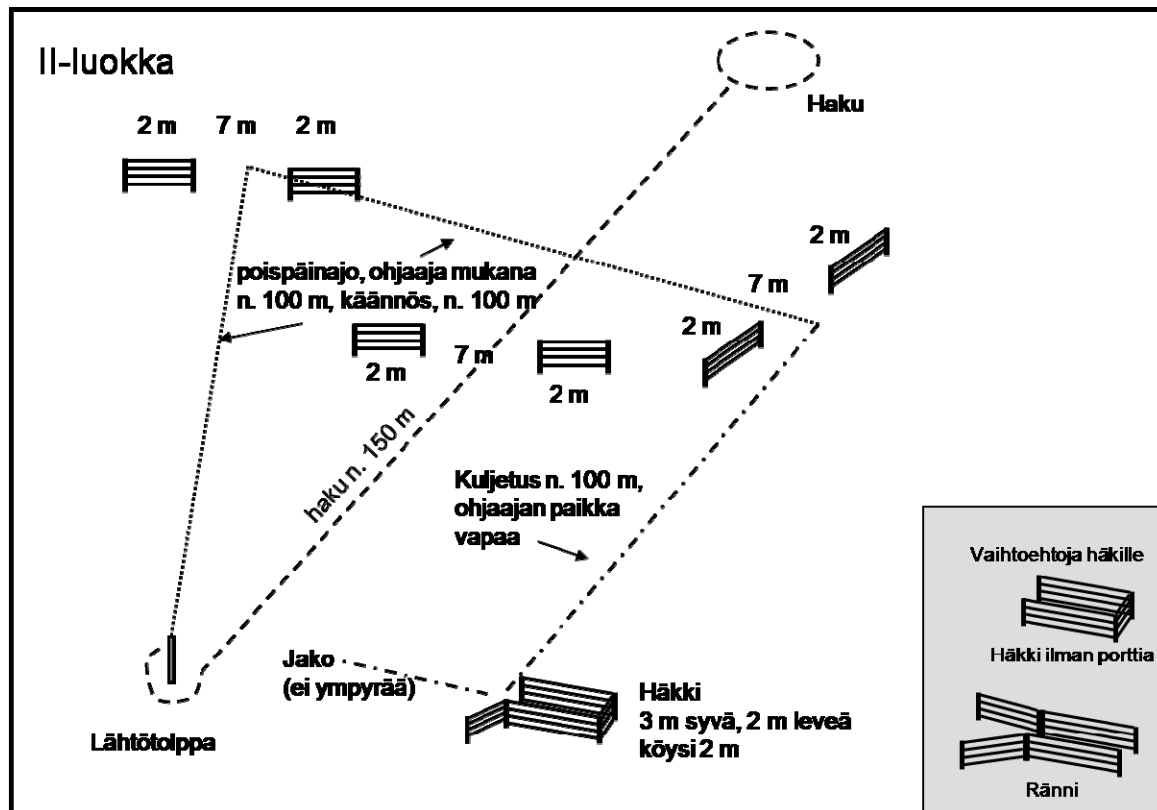 II-luokka
Haku
2 m 7 m 2 m
2 m
7 m
2 m
poispäinajo, ohjaaja mukana
n. 100 m, käännös, n. 100 m
2 m 7 m 2 m
haku n. 150 m
Kuljetus n. 100 m,
ohjaajan paikka
vapaa
Jako
(ei ympyrää)
Lähtötolppa
Häkki
3 m syvä, 2 m leveä
köysi 2 m
Vaihtoehtoja häkille
Häkki ilman porttia
Ränni